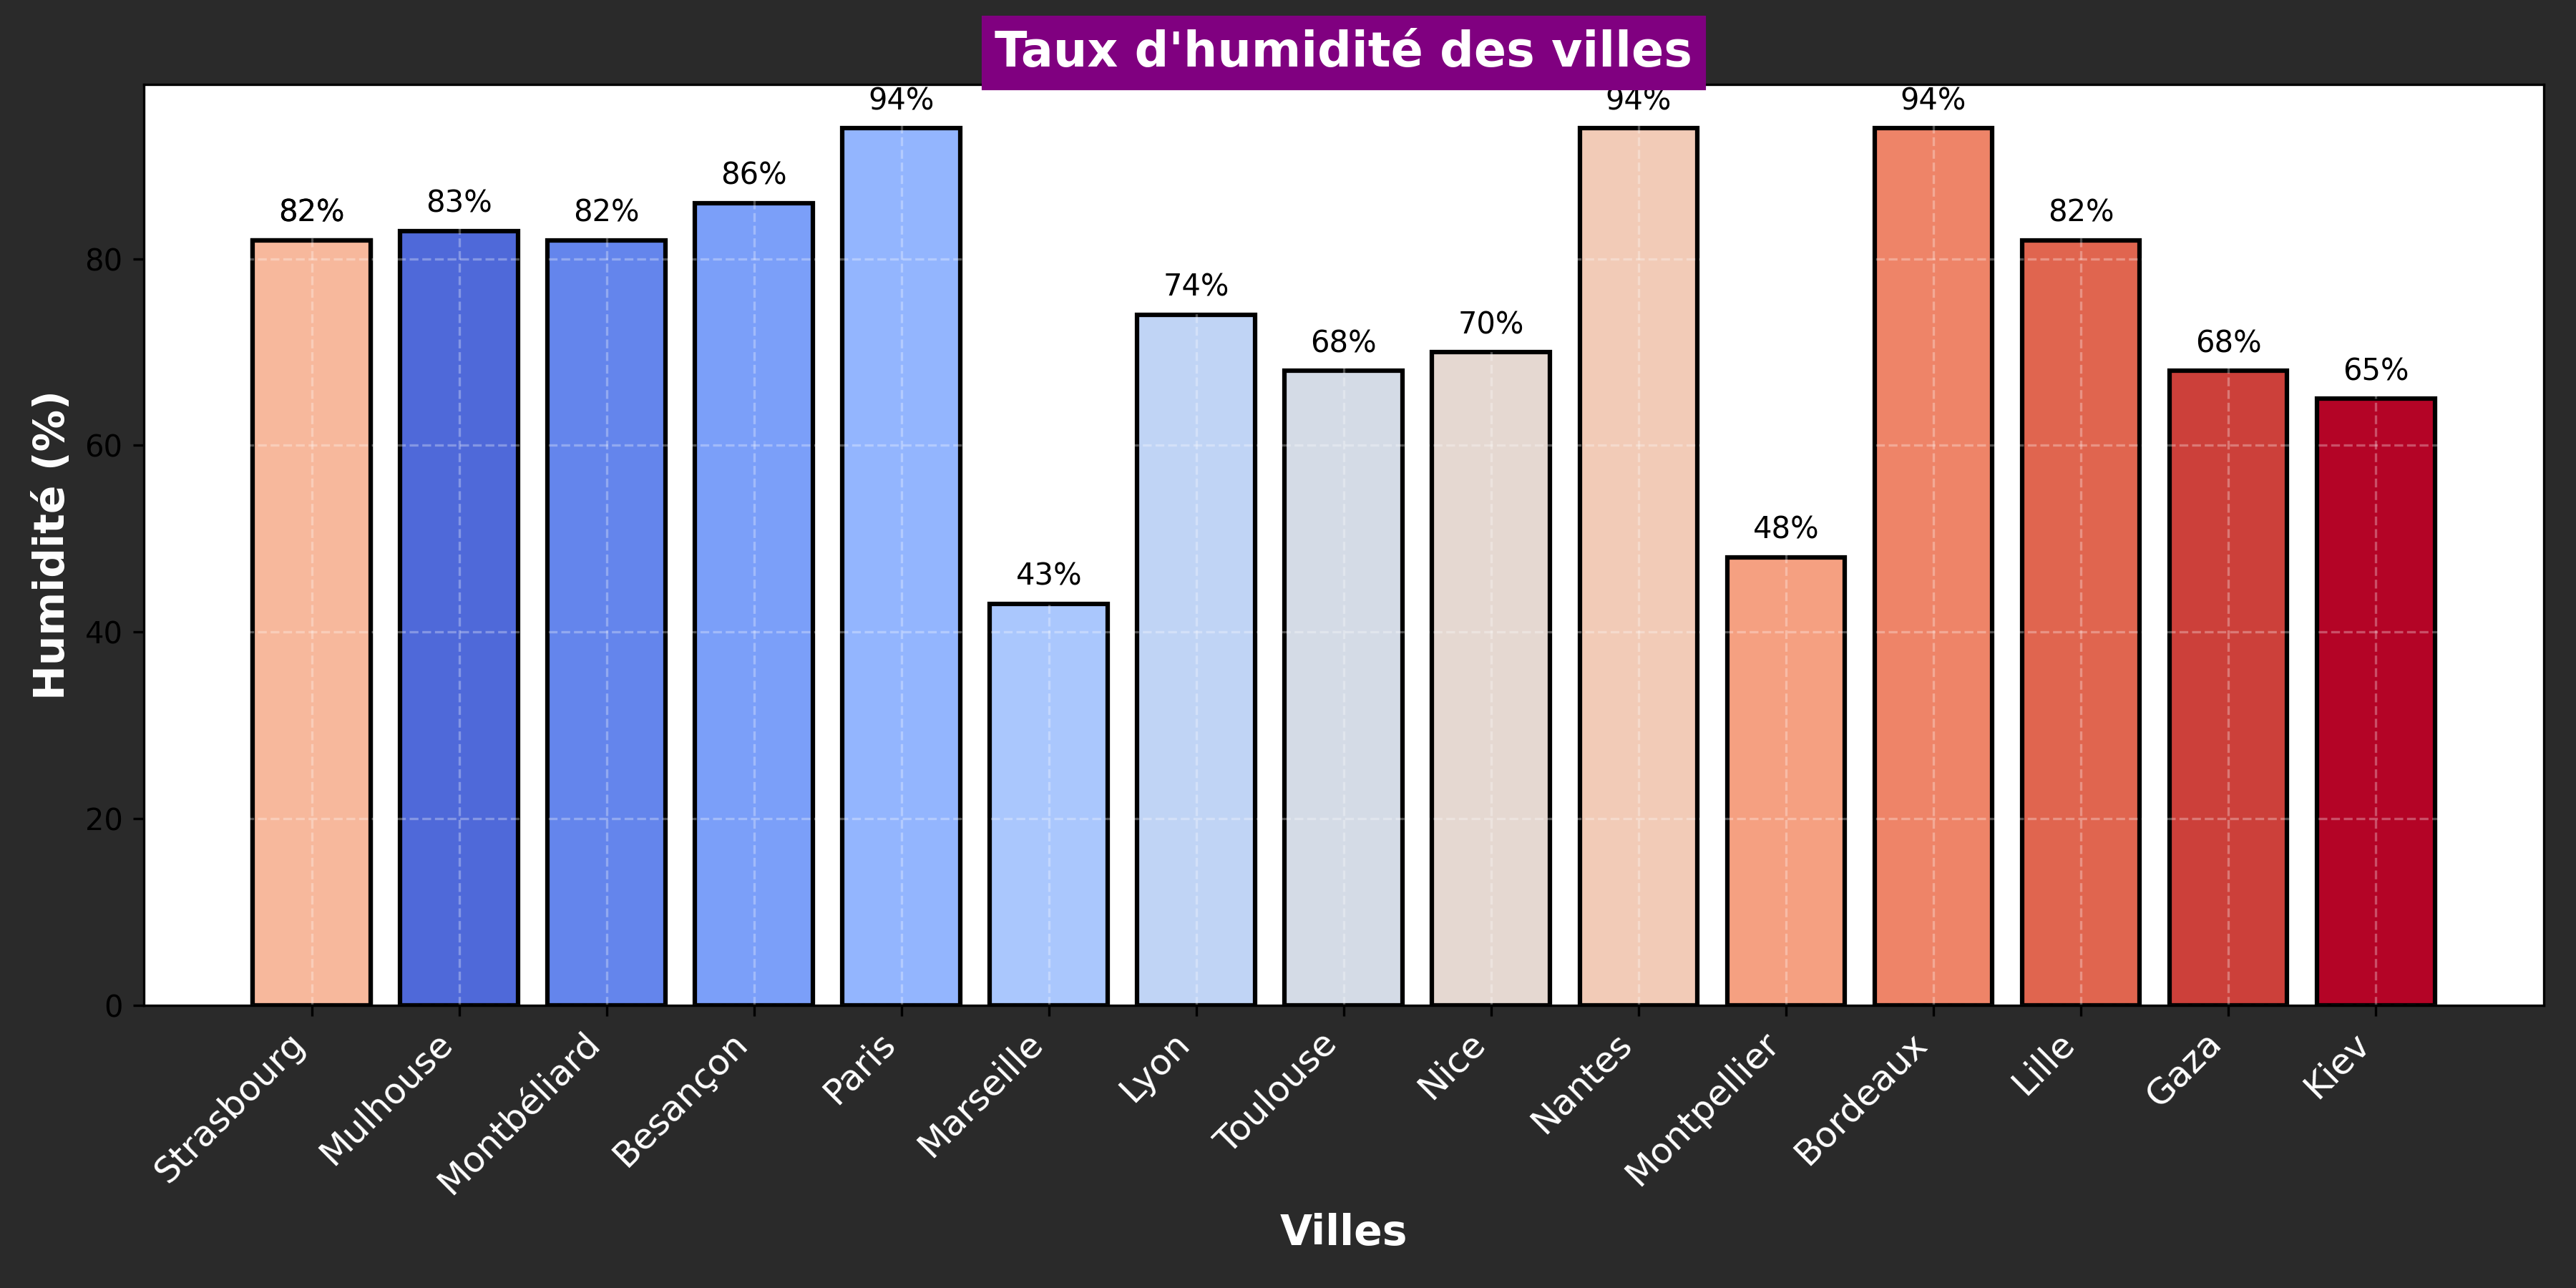 Taux d'humidité des villes
94% 94% 94%
86%
82% 83% 82% 82%
74%
68% 70% 68%
65%
48%
43%
Humidité (%)
80
60
40
20
0
Strasbourg Mulhouse Montbéliard Besançon Paris Marseille Lyon Toulouse Nice Nantes Montpellier Bordeaux Lille Gaza Kiev
Villes